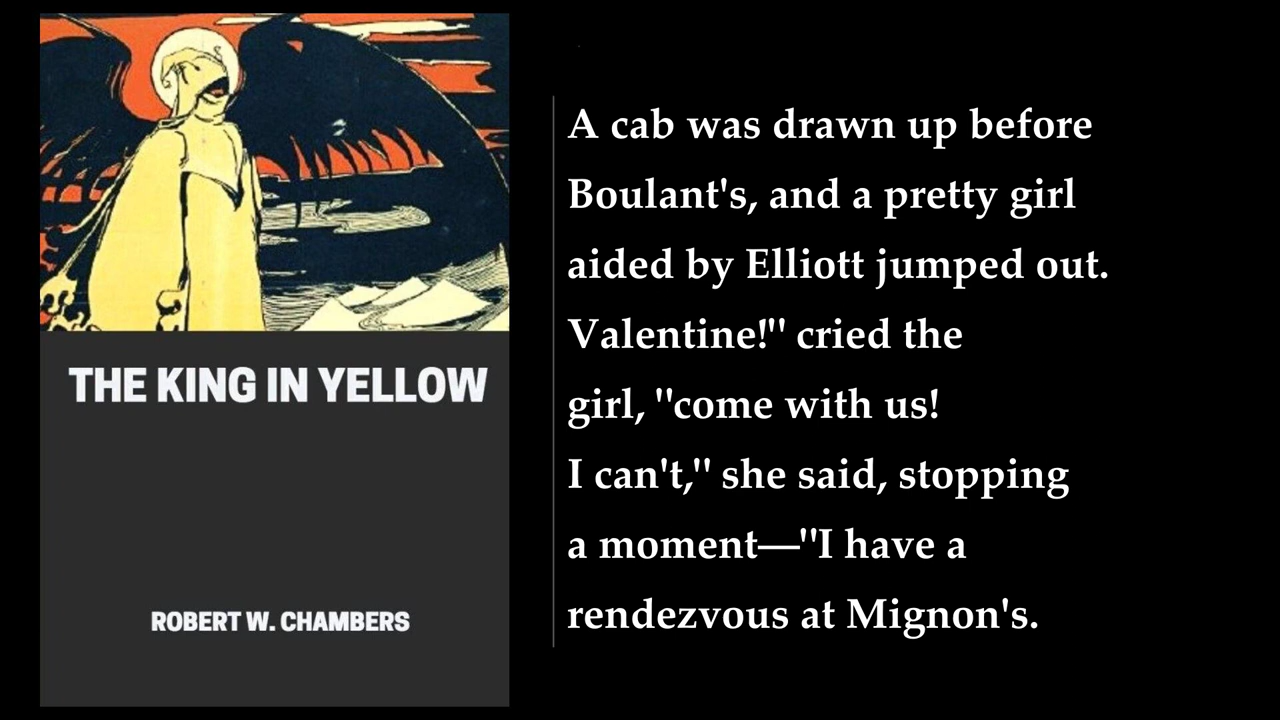 THE KING IN YELLOW
ROBERT W. CHAMBERS
A cab was drawn up before
Boulant's, and a pretty girl
aided by Elliott jumped out.
Valentine!" cried the
girl, "come with us!
I can't," she said, stopping
a moment—"I have a
rendezvous at Mignon's.